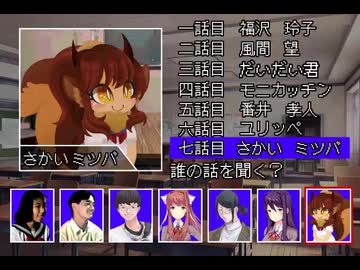 一話目 福沢 玲子
二話目 風間 望
三話目 だいだい君
四話目 モニカッチン
五話目 番井 孝人
六話目 ユリッペ
七話目 さかい ミツバ
誰の話を聞く?
さかいミツバ